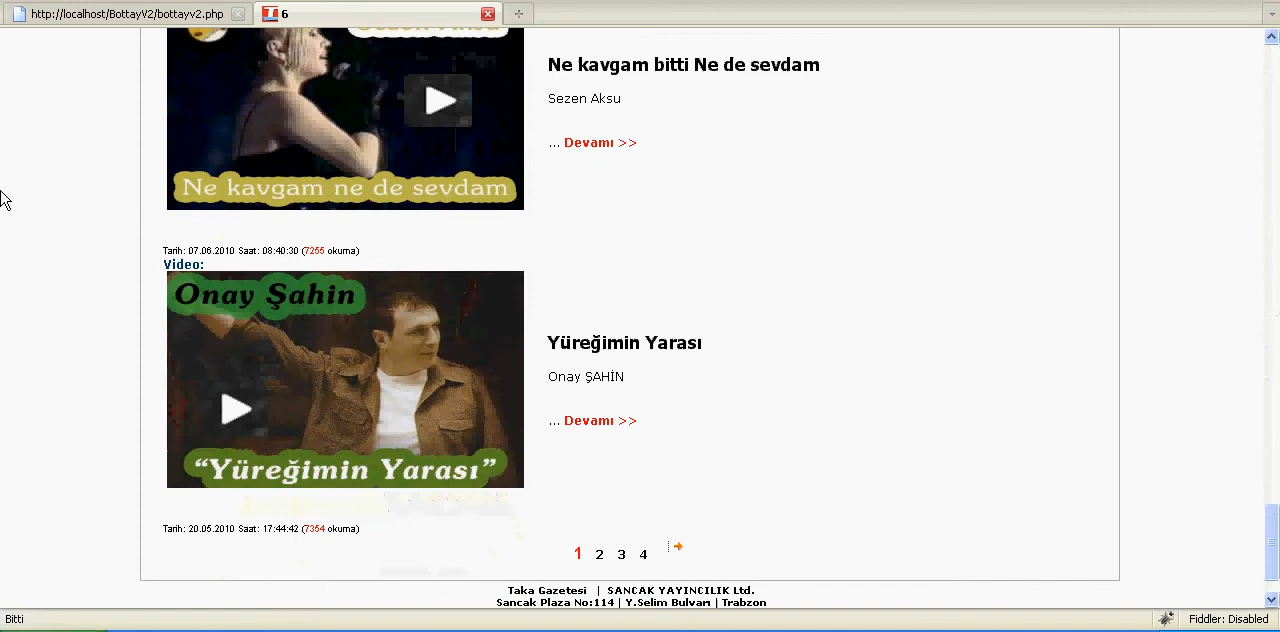 http://localhost/BottayV2/bottayv2.php
6
Ne kavgam ne de sevdam
Ne kavgam bitti Ne de sevdam
Sezen Aksu
... Devamı >>
Tarih: 07.06.2010 Saat: 08:40:30 (7255 okuma)
Video:
Onay Şahin
“Yüreğimin Yarası”
Yüreğimin Yarası
Onay ŞAHİN
... Devamı >>
Tarih: 20.05.2010 Saat: 17:44:42 (7354 okuma)
1 2 3 4
Taka Gazetesi | SANCAK YAYINCILIK Ltd.
Sancak Plaza No:114 | Y.Selim Bulvarı | Trabzon
Bitti
Fiddler: Disabled